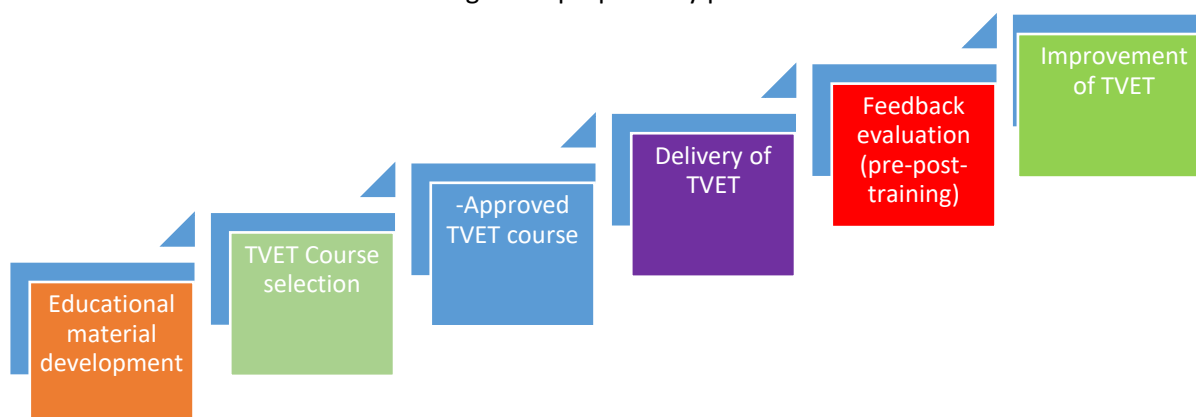 Educational
material
development
TVET Course
selection
-Approved
TVET course
Delivery of
TVET
Feedback
evaluation
(pre-post-
training)
Improvement
of TVET